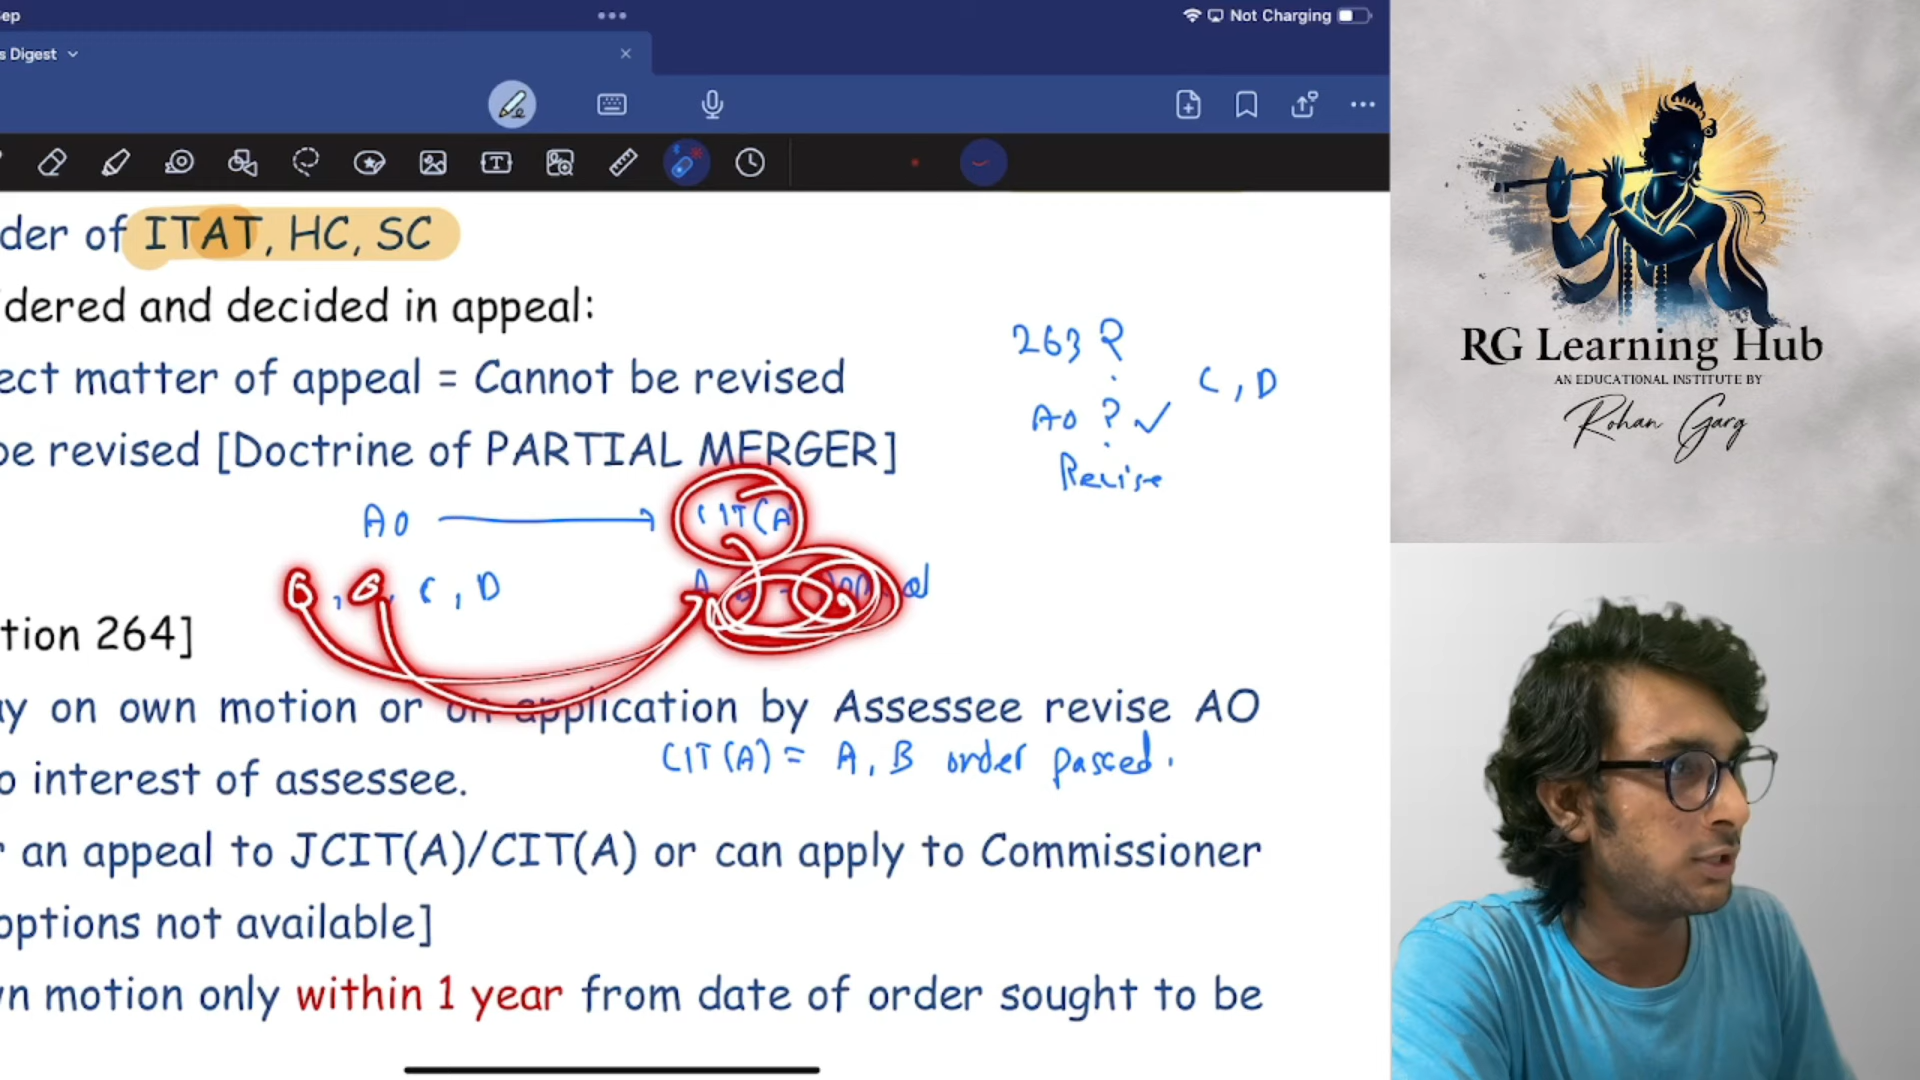 ep
Not Charging
s Digest
der of ITAT, HC, SC
dered and decided in appeal:
263 ?
ect matter of appeal = Cannot be revised
C, D
AO ? ✓
be revised [Doctrine of PARTIAL MERGER]
Revise
AO → CIT(A
, C, D
tion 264]
ay on own motion or on application by Assessee revise AO
CIT(A) = A, B order passed.
o interest of assessee.
r an appeal to JCIT(A)/CIT(A) or can apply to Commissioner
options not available]
n motion only within 1 year from date of order sought to be
RG Learning Hub
AN EDUCATIONAL INSTITUTE BY
Rohan Garg